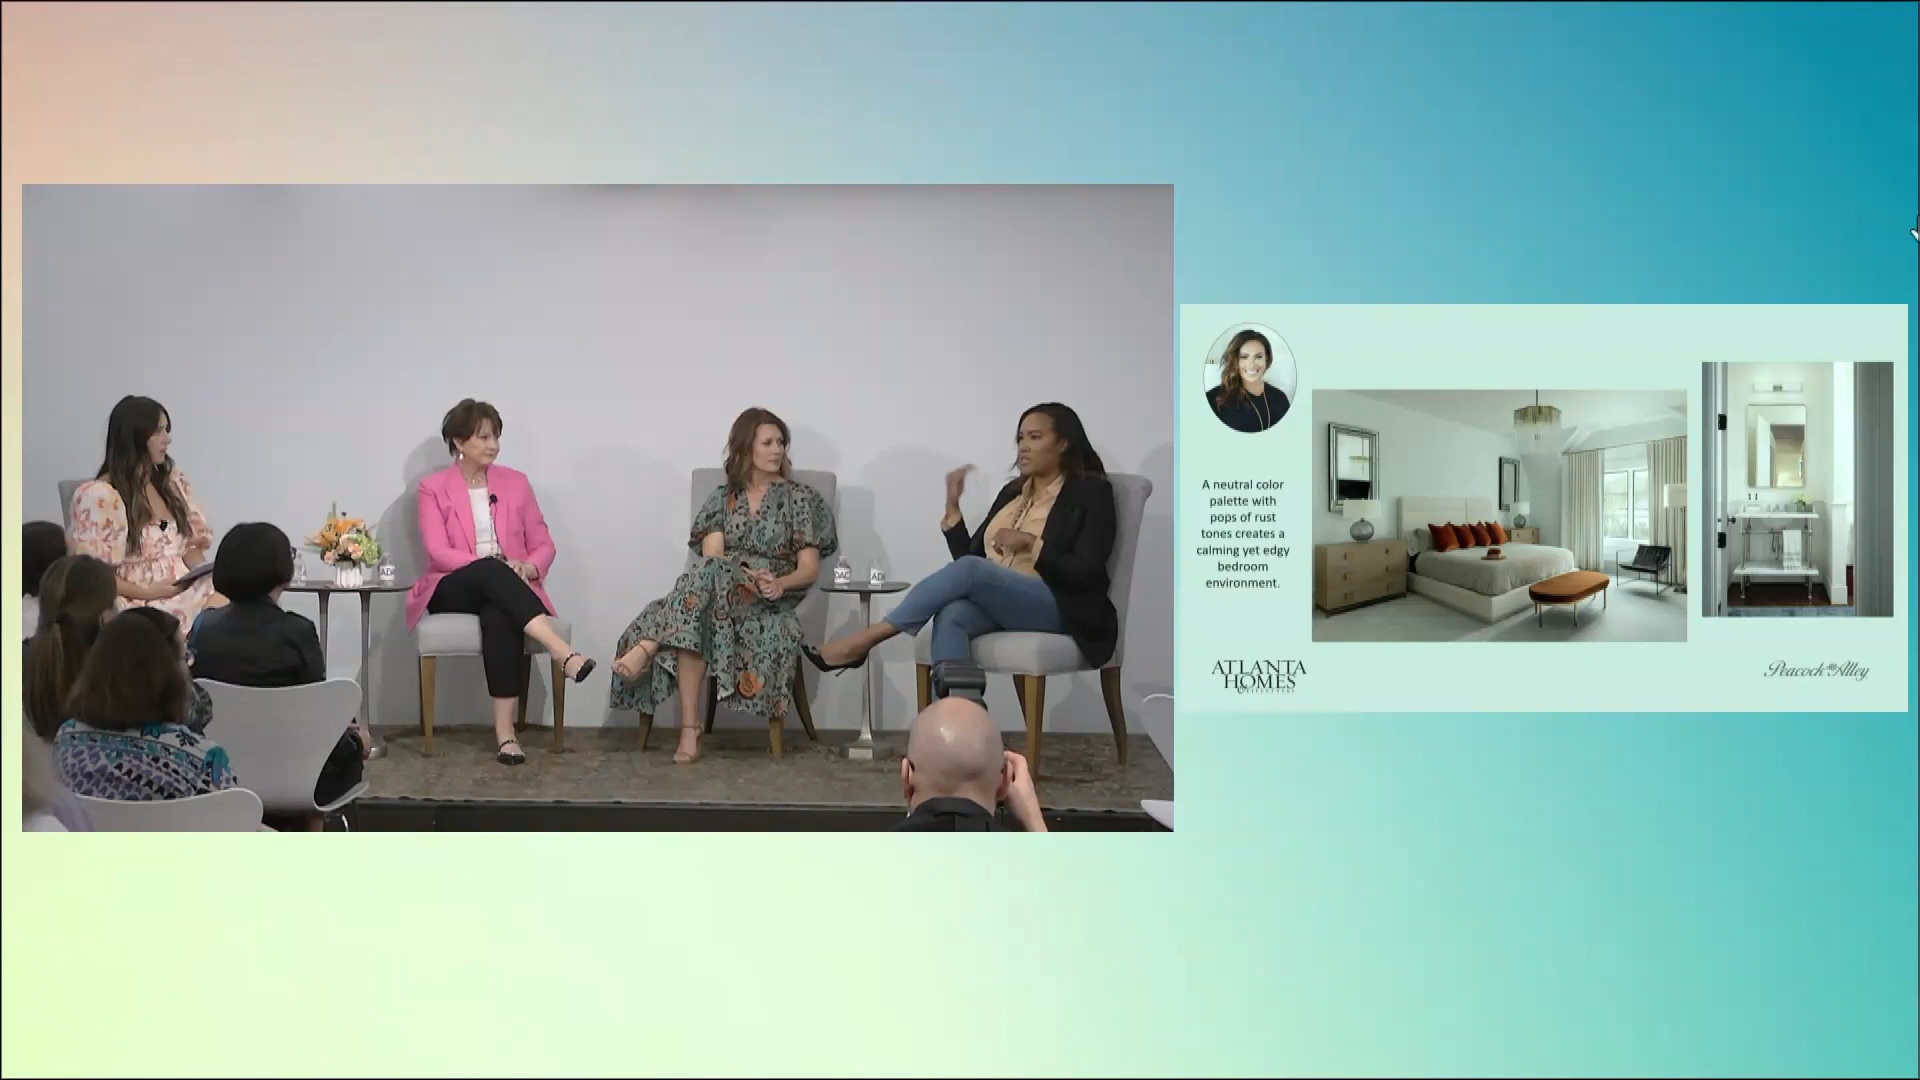 A neutral color
palette with
pops of rust
tones creates a
calming yet edgy
bedroom
environment.
ATLANTA
HOMES
& LIFESTYLES
Peacock Alley
ADAC